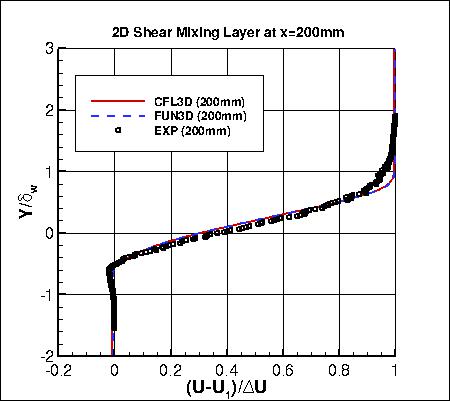 2D Shear Mixing Layer at x=200mm
3
CFL3D (200mm)
FUN3D (200mm)
EXP (200mm)
2
1
Y/δw
0
-1
-2
-0.2 0 0.2 0.4 0.6 0.8 1
(U-U1)/ΔU